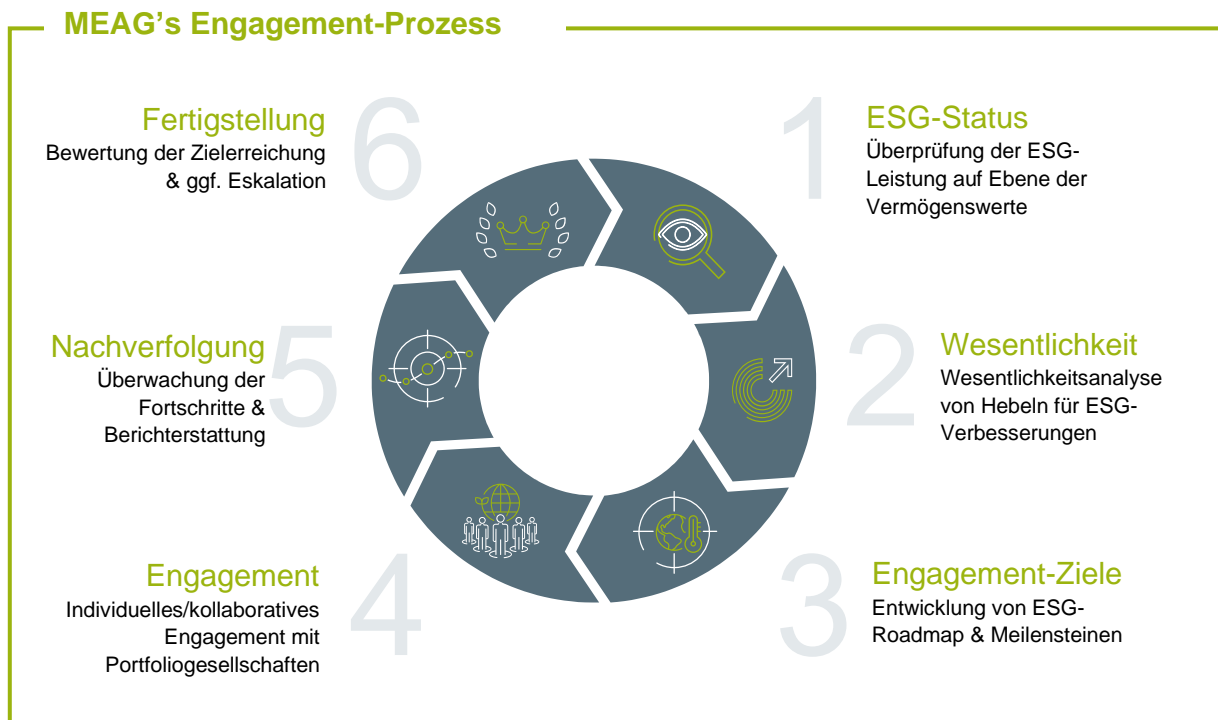 MEAG's Engagement-Prozess
1
ESG-Status
Überprüfung der ESG-
Leistung auf Ebene der
Vermögenswerte
2
Wesentlichkeit
Wesentlichkeitsanalyse
von Hebeln für ESG-
Verbesserungen
3
Engagement-Ziele
Entwicklung von ESG-
Roadmap & Meilensteinen
4
Engagement
Individuelles/kollaboratives
Engagement mit
Portfoliogesellschaften
5
Nachverfolgung
Überwachung der
Fortschritte &
Berichterstattung
6
Fertigstellung
Bewertung der Zielerreichung
& ggf. Eskalation